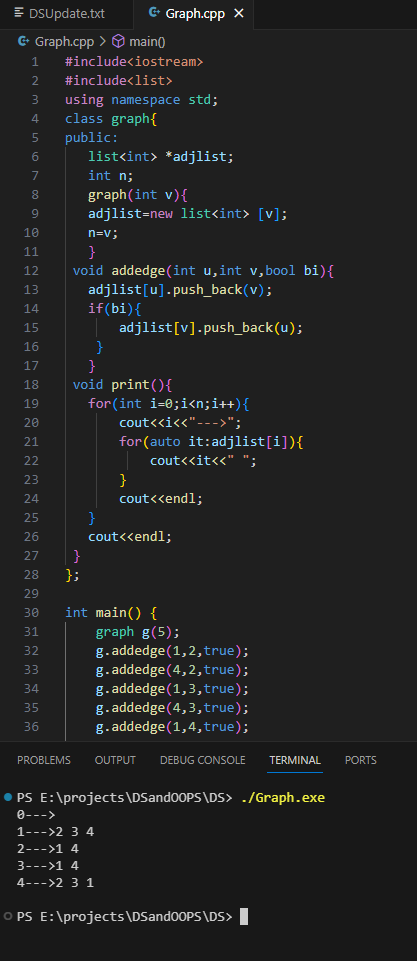 DSUpdate.txt Graph.cpp ×
Graph.cpp > main()
1 #include<iostream>
2 #include<list>
3 using namespace std;
4 class graph{
5 public:
6 list<int> *adjlist;
7 int n;
8 graph(int v){
9 adjlist=new list<int> [v];
10 n=v;
11 }
12 void addedge(int u,int v,bool bi){
13 adjlist[u].push_back(v);
14 if(bi){
15 adjlist[v].push_back(u);
16 }
17 }
18 void print(){
19 for(int i=0;i<n;i++){
20 cout<<i<<"--->";
21 for(auto it:adjlist[i]){
22 cout<<it<<" ";
23 }
24 cout<<endl;
25 }
26 cout<<endl;
27 }
28 };
29
30 int main() {
31 graph g(5);
32 g.addedge(1,2,true);
33 g.addedge(4,2,true);
34 g.addedge(1,3,true);
35 g.addedge(4,3,true);
36 g.addedge(1,4,true);
PROBLEMS OUTPUT DEBUG CONSOLE TERMINAL PORTS
PS E:\projects\DSandOOPS\DS> ./Graph.exe
0--->
1--->2 3 4
2--->1 4
3--->1 4
4--->2 3 1
PS E:\projects\DSandOOPS\DS>